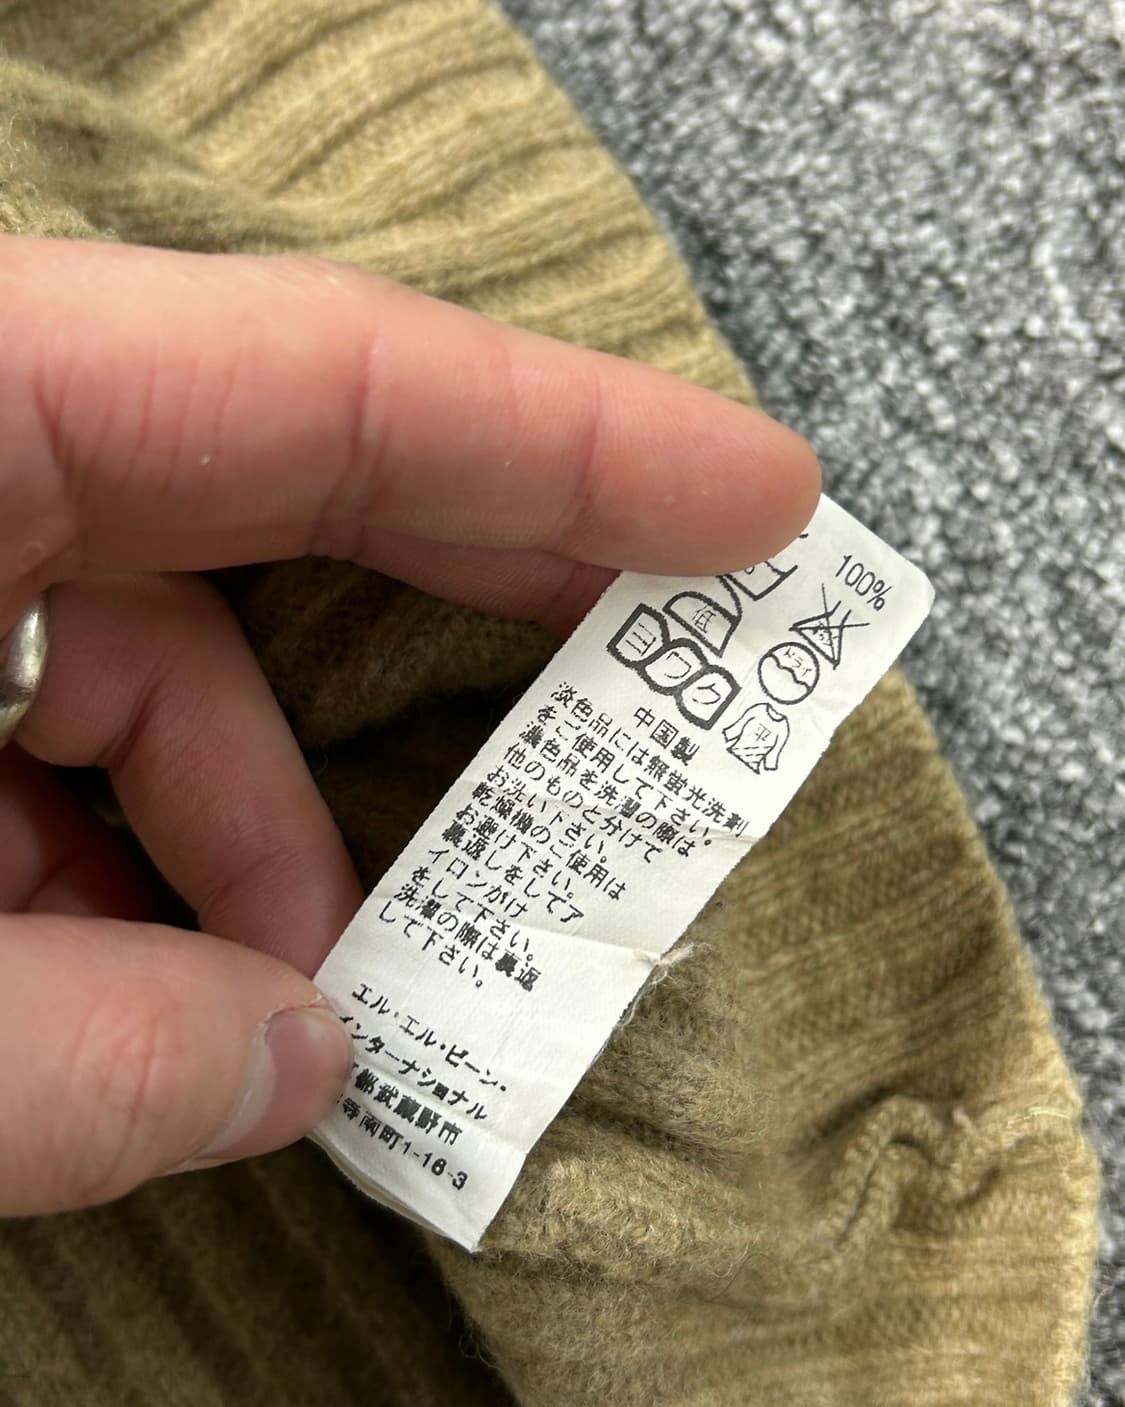 100%
低
ドライ
ヨワク
平
中国製
淡色品には無蛍光洗剤
をご使用して下さい。
濃色品を洗濯の際は
他のものと分けて
お洗い下さい。
乾燥機のご使用は
お避け下さい。
裏返しをしてア
イロンがけ
をして下さい。
洗濯の際は裏返
して下さい。
エル・エル・ビーン・
インターナショナル
都武蔵野市
寺南町1-16-3